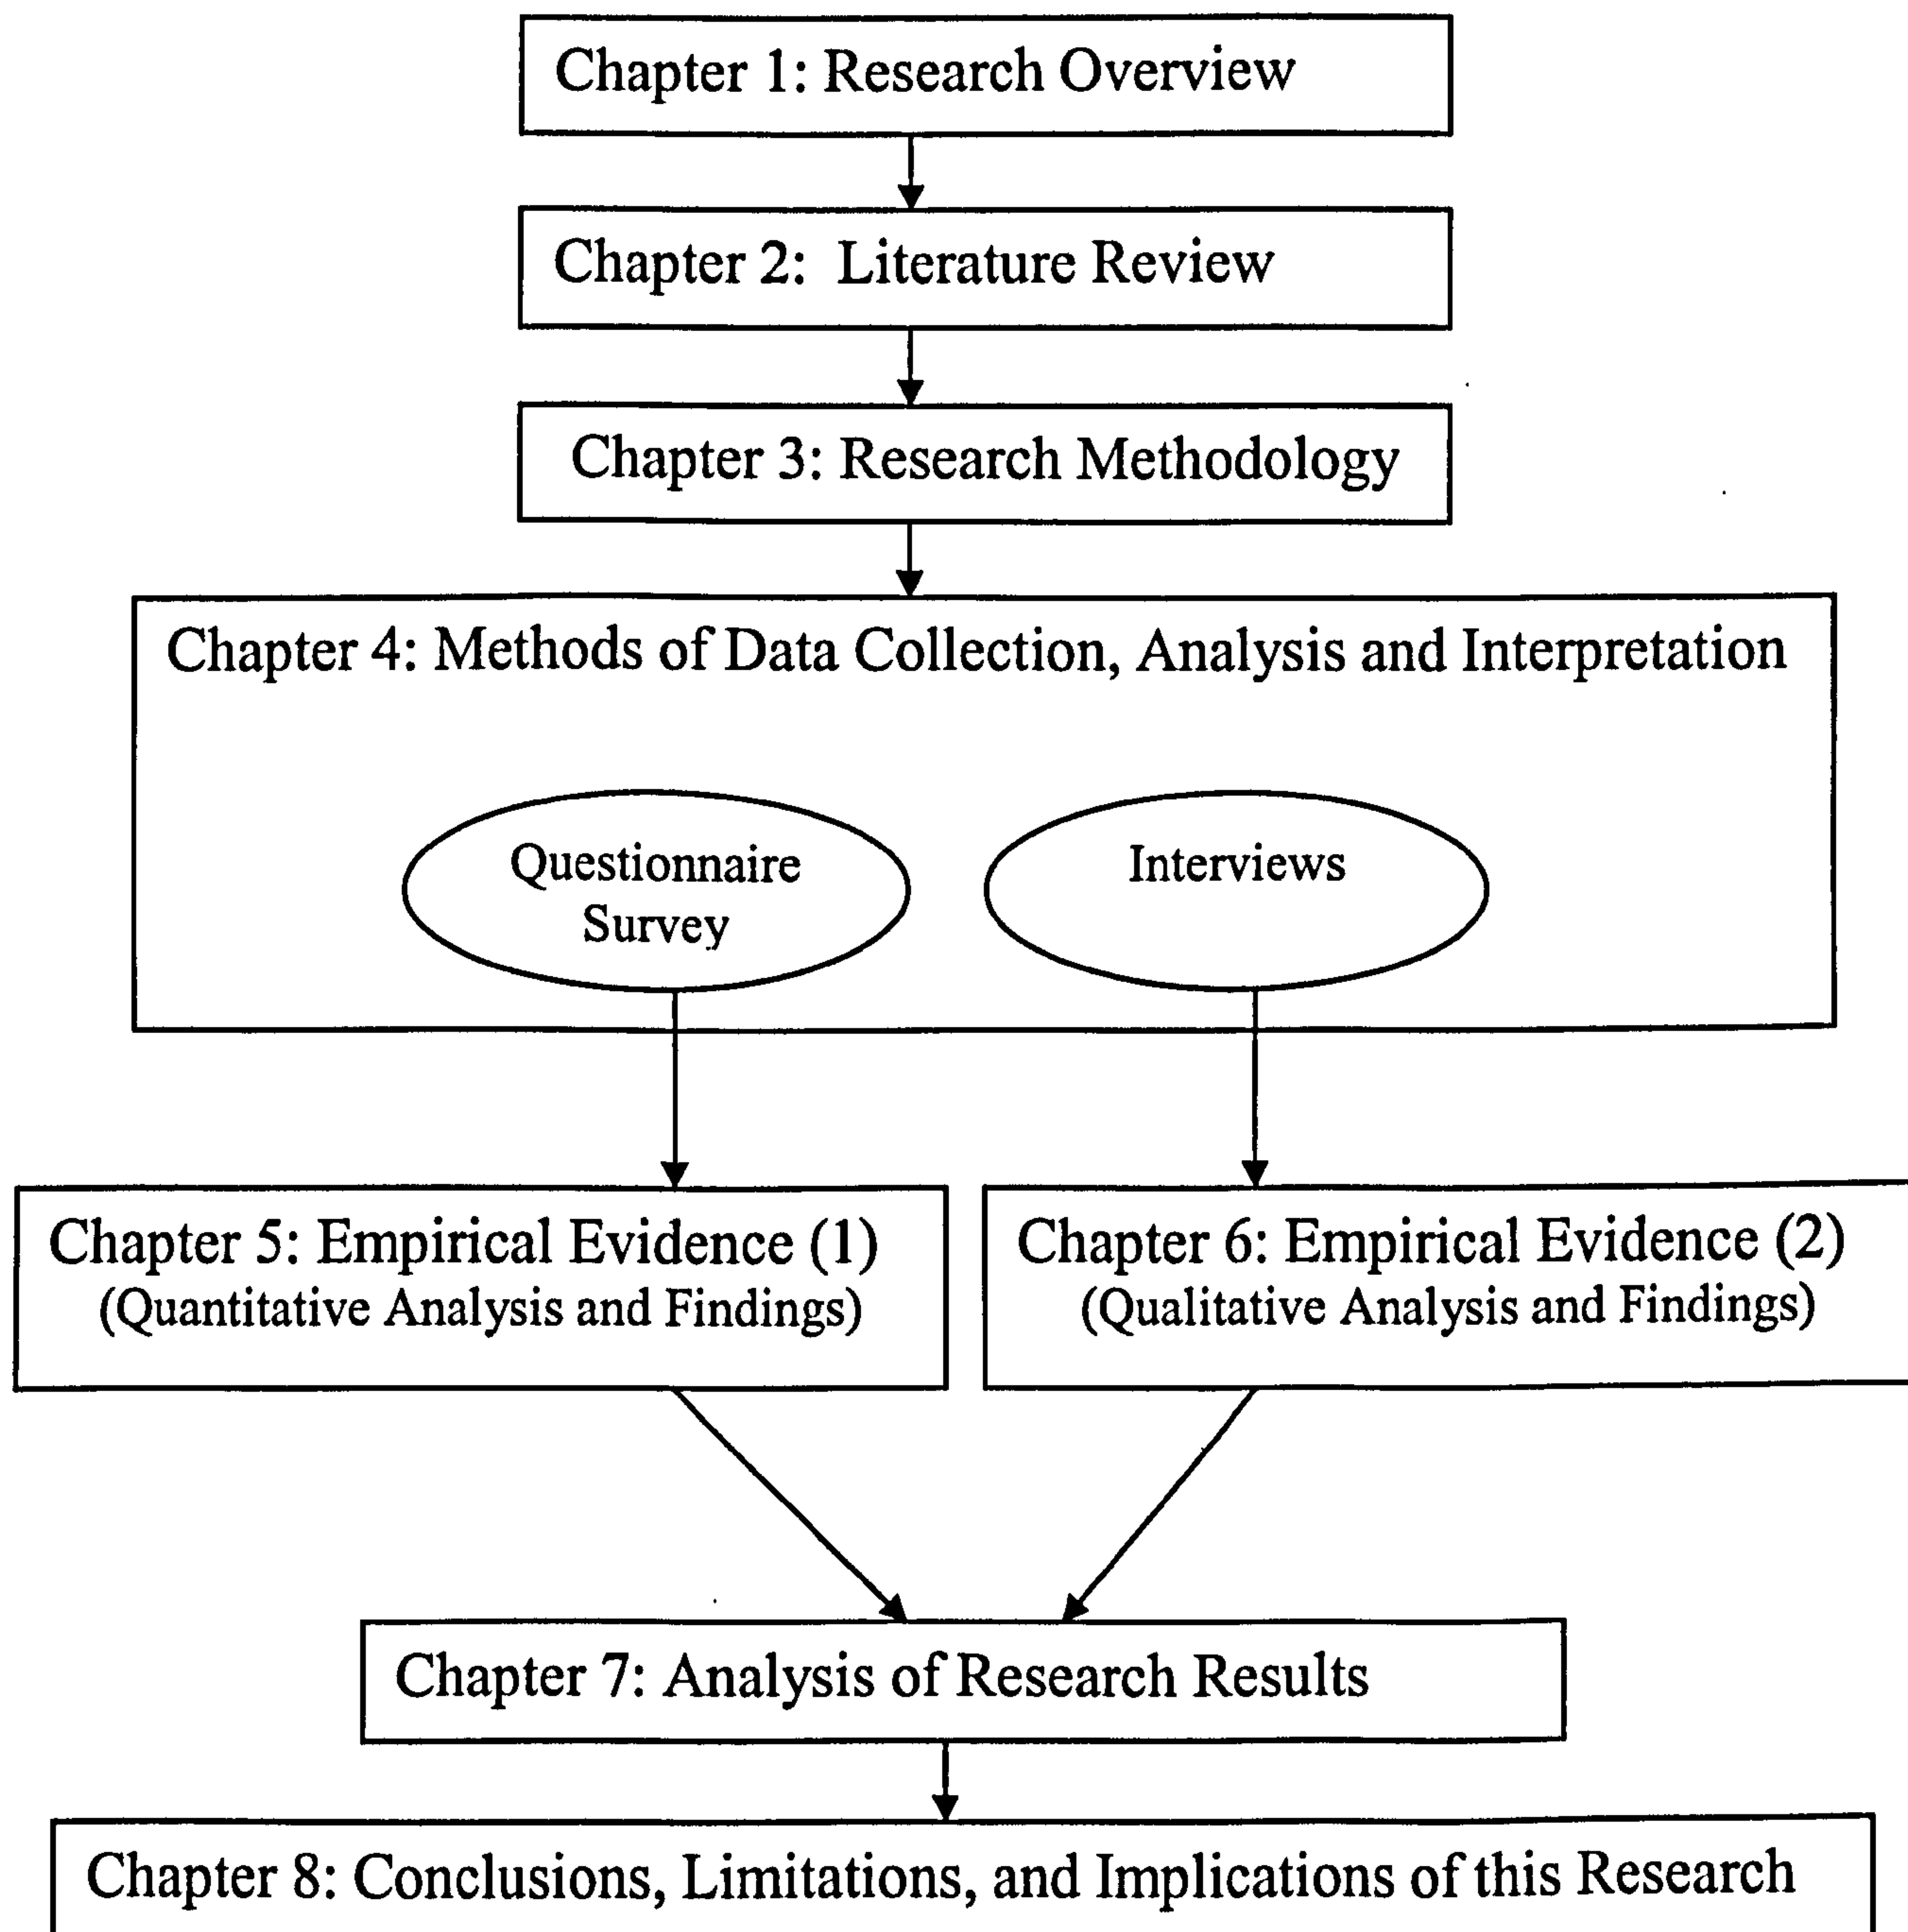 Chapter 1: Research Overview
Chapter 2: Literature Review
Chapter 3: Research Methodology
Chapter 4: Methods of Data Collection, Analysis and Interpretation
Questionnaire
Survey
Interviews
Chapter 5: Empirical Evidence (1)
(Quantitative Analysis and Findings)
Chapter 6: Empirical Evidence (2)
(Qualitative Analysis and Findings)
Chapter 7: Analysis of Research Results
Chapter 8: Conclusions, Limitations, and Implications of this Research